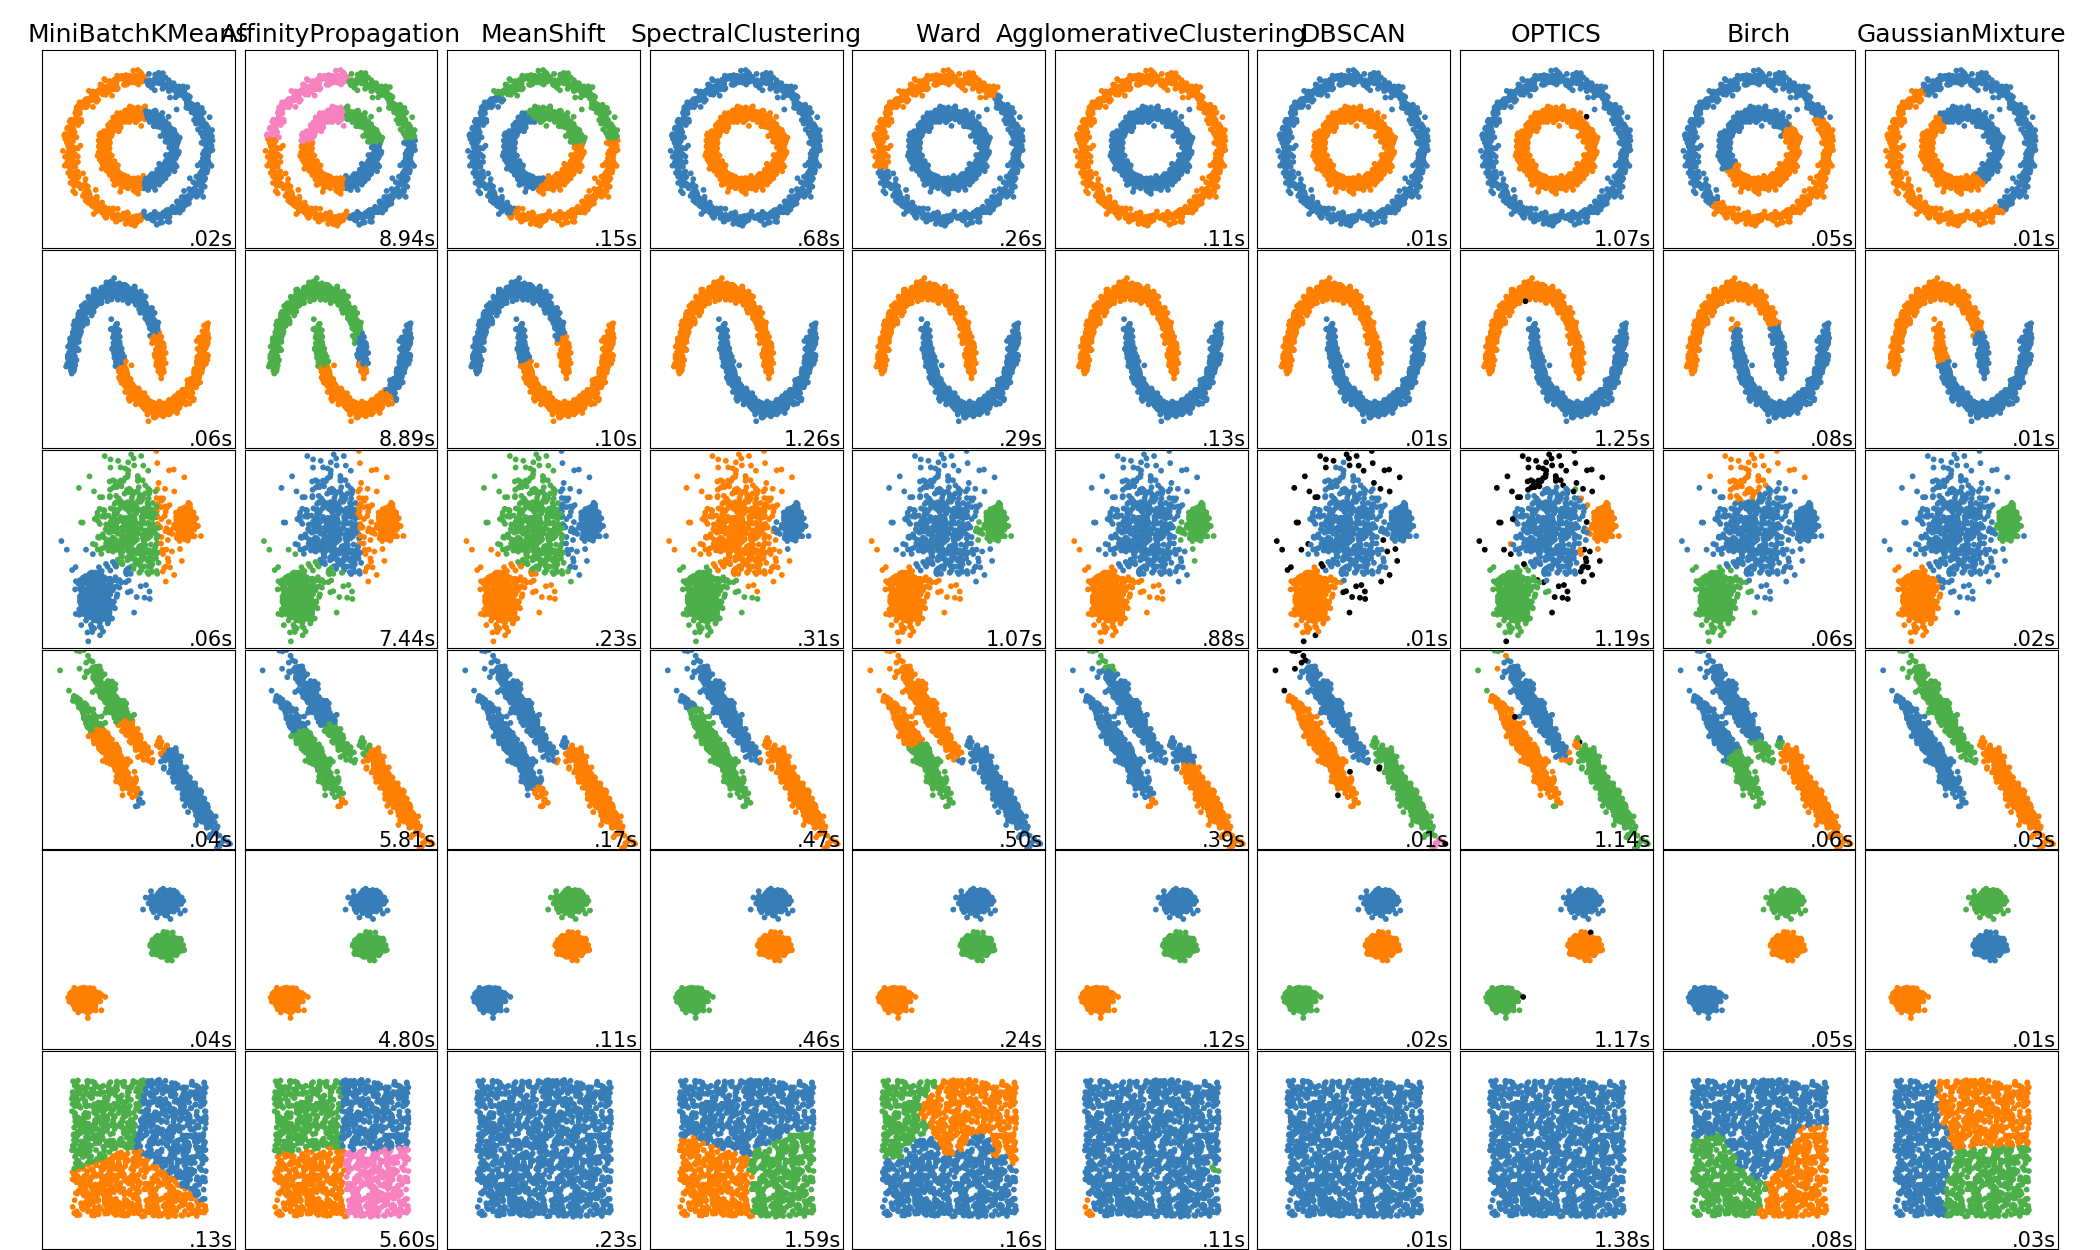 MiniBatchKMeans AffinityPropagation MeanShift SpectralClustering Ward AgglomerativeClustering DBSCAN OPTICS Birch GaussianMixture
.02s 8.94s .15s .68s .26s .11s .01s 1.07s .05s .01s
.06s 8.89s .10s 1.26s .29s .13s .01s 1.25s .08s .01s
.06s 7.44s .23s .31s 1.07s .88s .01s 1.19s .06s .02s
.04s 5.81s .17s .47s .50s .39s .01s 1.14s .06s .03s
.04s 4.80s .11s .46s .24s .12s .02s 1.17s .05s .01s
.13s 5.60s .23s 1.59s .16s .11s .01s 1.38s .08s .03s